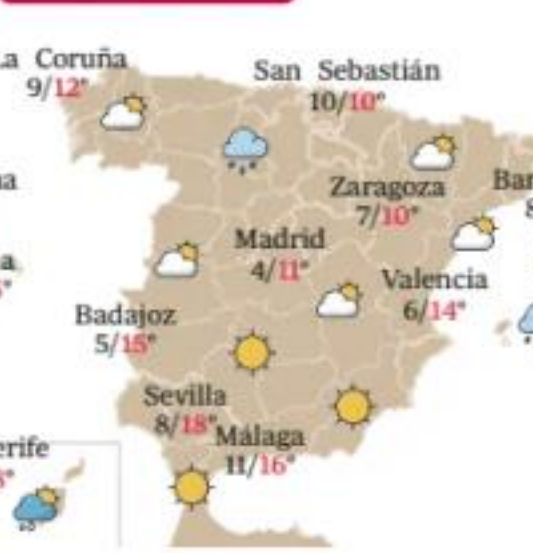 La Coruña
9/12°
San Sebastián
10/10°
Zaragoza
7/10°
Madrid
4/11°
Valencia
6/14°
Badajoz
5/15°
Sevilla
8/18°
Málaga
11/16°